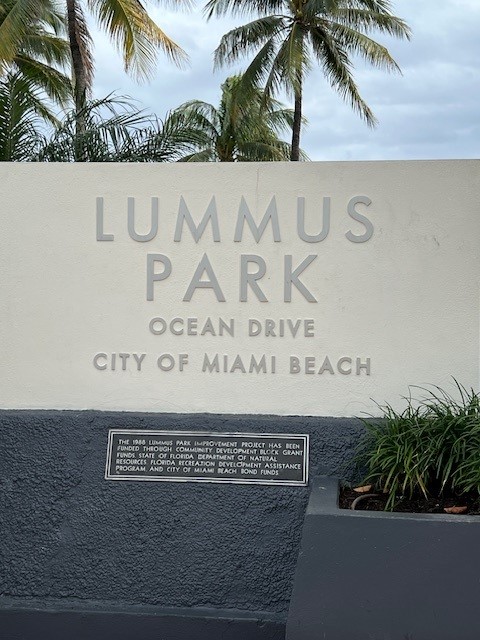 LUMMUS
PARK
OCEAN DRIVE
CITY OF MIAMI BEACH
THE 1988 LUMMUS PARK IMPROVEMENT PROJECT HAS BEEN
FUNDED THROUGH COMMUNITY DEVELOPMENT BLOCK GRANT
FUNDS STATE OF FLORIDA DEPARTMENT OF NATURAL
RESOURCES FLORIDA RECREATION DEVELOPMENT ASSISTANCE
PROGRAM AND CITY OF MIAMI BEACH BOND FUNDS